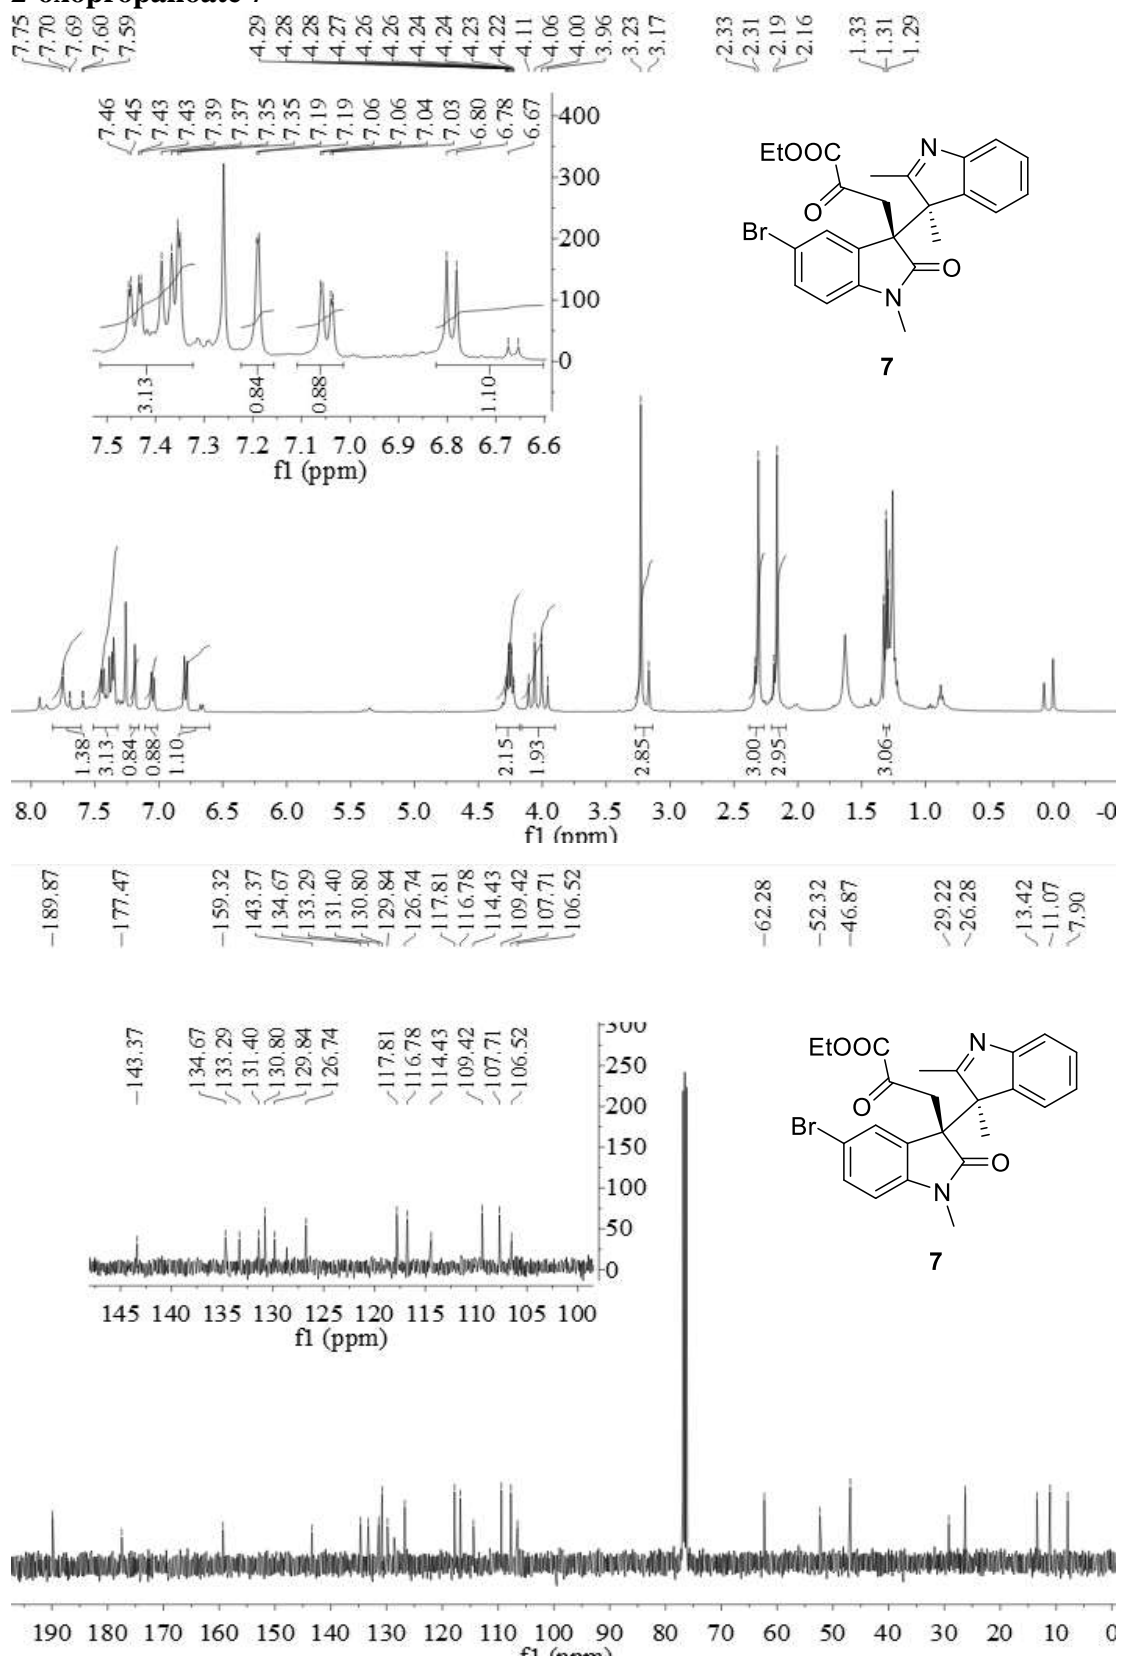 2-oxopropanoate 7
7.75 7.70 7.69 7.60 7.59 4.29 4.28 4.28 4.27 4.26 4.26 4.24 4.24 4.23 4.22 4.11 4.06 4.00 3.96 3.23 3.17 2.33 2.31 2.19 2.16 1.33 1.31 1.29
7.46 7.45 7.43 7.43 7.39 7.37 7.35 7.35 7.19 7.19 7.06 7.06 7.04 7.03 6.80 6.78 6.67
400
300
200
100
0
3.13 0.84 0.88 1.10
7.5 7.4 7.3 7.2 7.1 7.0 6.9 6.8 6.7 6.6
f1 (ppm)
N
EtOOC
O
Br
O
N
7
1.38 3.13 0.84 0.88 1.10 2.15 1.93 2.85 3.00 2.95 3.06
8.0 7.5 7.0 6.5 6.0 5.5 5.0 4.5 4.0 3.5 3.0 2.5 2.0 1.5 1.0 0.5 0.0 -0
f1 (ppm)
189.87 177.47 159.32 143.37 134.67 133.29 131.40 130.80 129.84 126.74 117.81 116.78 114.43 109.42 107.71 106.52 62.28 52.32 46.87 29.22 26.28 13.42 11.07 7.90
143.37 134.67 133.29 131.40 130.80 129.84 126.74 117.81 116.78 114.43 109.42 107.71 106.52
300
250
200
150
100
50
0
145 140 135 130 125 120 115 110 105 100
f1 (ppm)
N
EtOOC
O
Br
O
N
7
190 180 170 160 150 140 130 120 110 100 90 80 70 60 50 40 30 20 10 0
f1 (ppm)